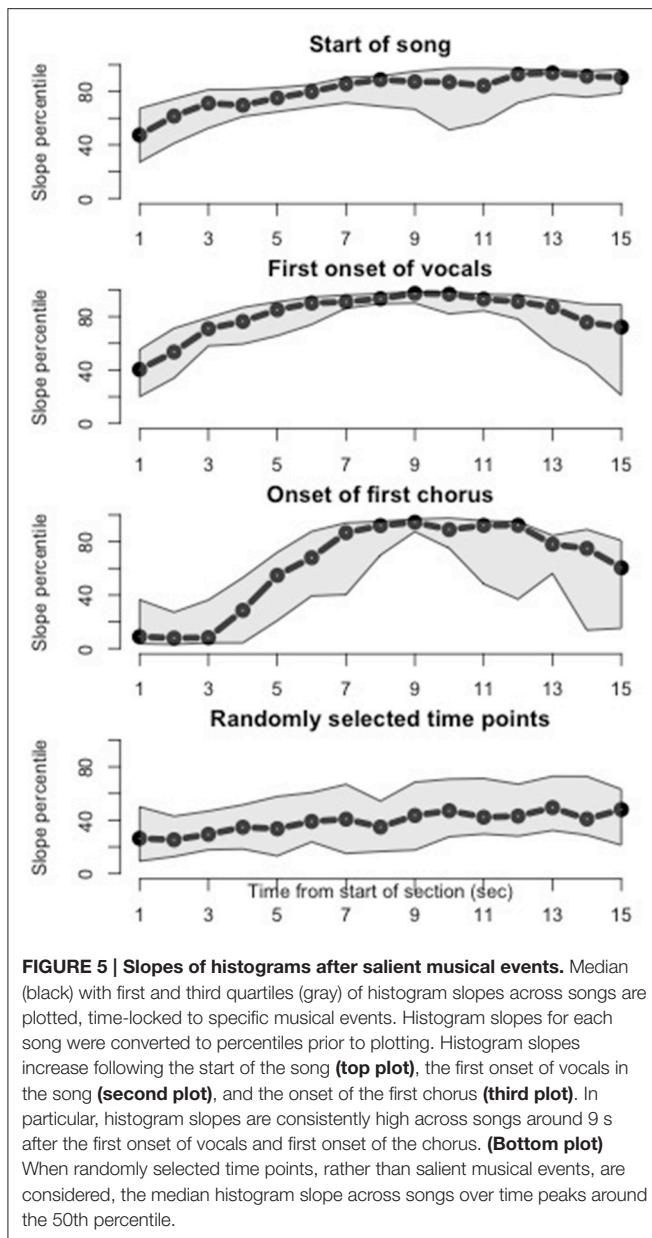 Start of song
Slope percentile
80
40
0
1 3 5 7 9 11 13 15
First onset of vocals
Slope percentile
80
40
0
1 3 5 7 9 11 13 15
Onset of first chorus
Slope percentile
80
40
0
1 3 5 7 9 11 13 15
Randomly selected time points
Slope percentile
80
40
0
Time from start of section (sec)
1 3 5 7 9 11 13 15
FIGURE 5 | Slopes of histograms after salient musical events. Median
(black) with first and third quartiles (gray) of histogram slopes across songs are
plotted, time-locked to specific musical events. Histogram slopes for each
song were converted to percentiles prior to plotting. Histogram slopes
increase following the start of the song (top plot), the first onset of vocals in
the song (second plot), and the onset of the first chorus (third plot). In
particular, histogram slopes are consistently high across songs around 9 s
after the first onset of vocals and first onset of the chorus. (Bottom plot)
When randomly selected time points, rather than salient musical events, are
considered, the median histogram slope across songs over time peaks around
the 50th percentile.